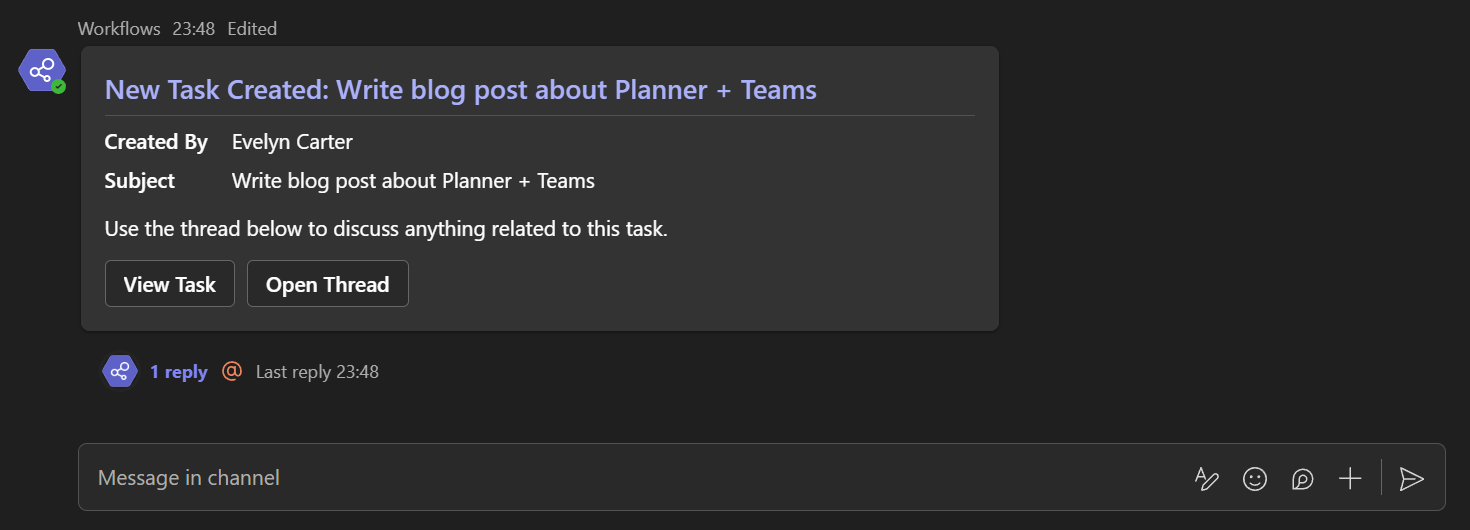 Workflows 23:48 Edited
New Task Created: Write blog post about Planner + Teams
Created By Evelyn Carter
Subject Write blog post about Planner + Teams
Use the thread below to discuss anything related to this task.
View Task Open Thread
1 reply @ Last reply 23:48
Message in channel